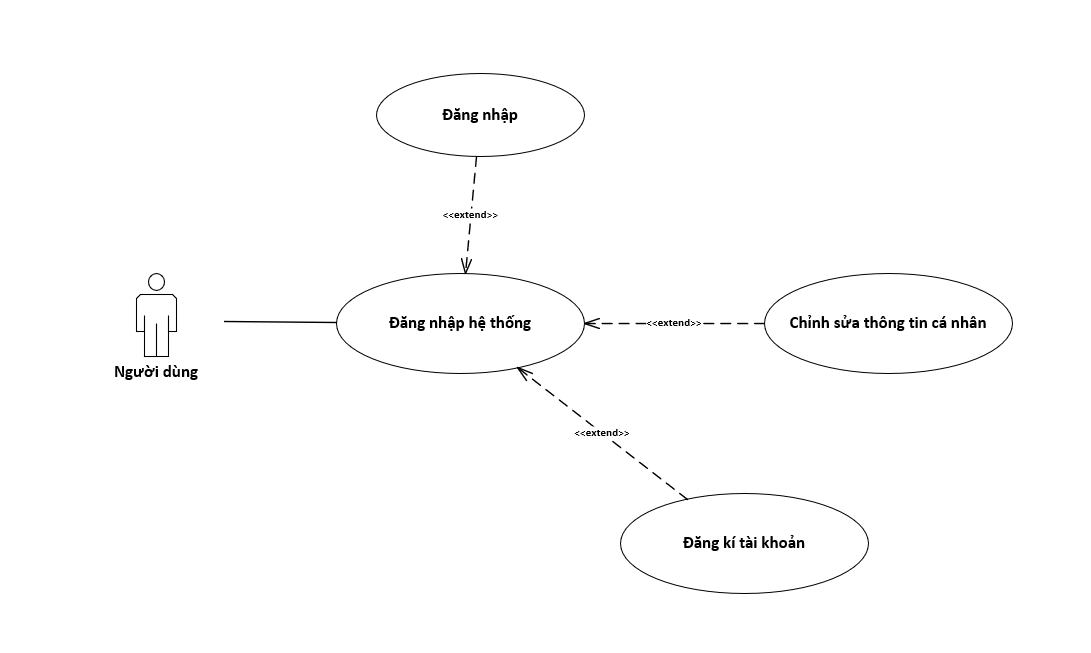 Đăng nhập
<<extend>>
Đăng nhập hệ thống
<<extend>>
Chỉnh sửa thông tin cá nhân
Người dùng
<<extend>>
Đăng kí tài khoản